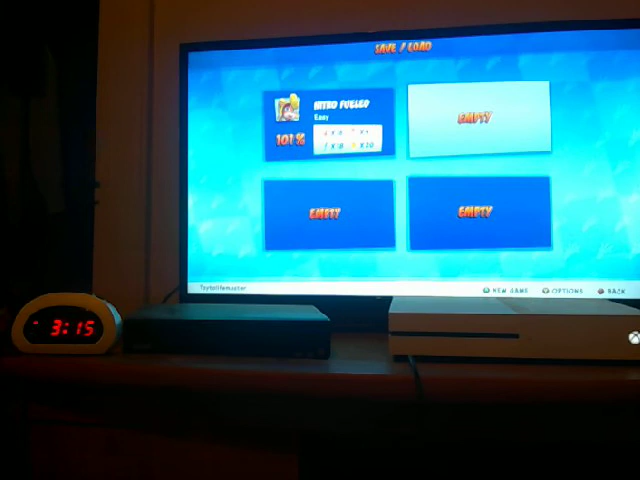 SAVE / LOAD
NITRO FUELED
Easy
101%
EMPTY
EMPTY
EMPTY
NEW GAME
OPTIONS
BACK
3:15